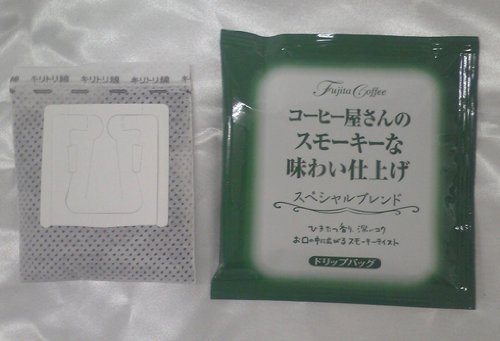 キリトリ線 キリトリ線 キリトリ線 キリ
Fujita Coffee
コーヒー屋さんの
スモーキーな
味わい仕上げ
スペシャルブレンド
ひきたつ香り、深いコク
お口の中に広がるスモーキーテイスト
ドリップバッグ